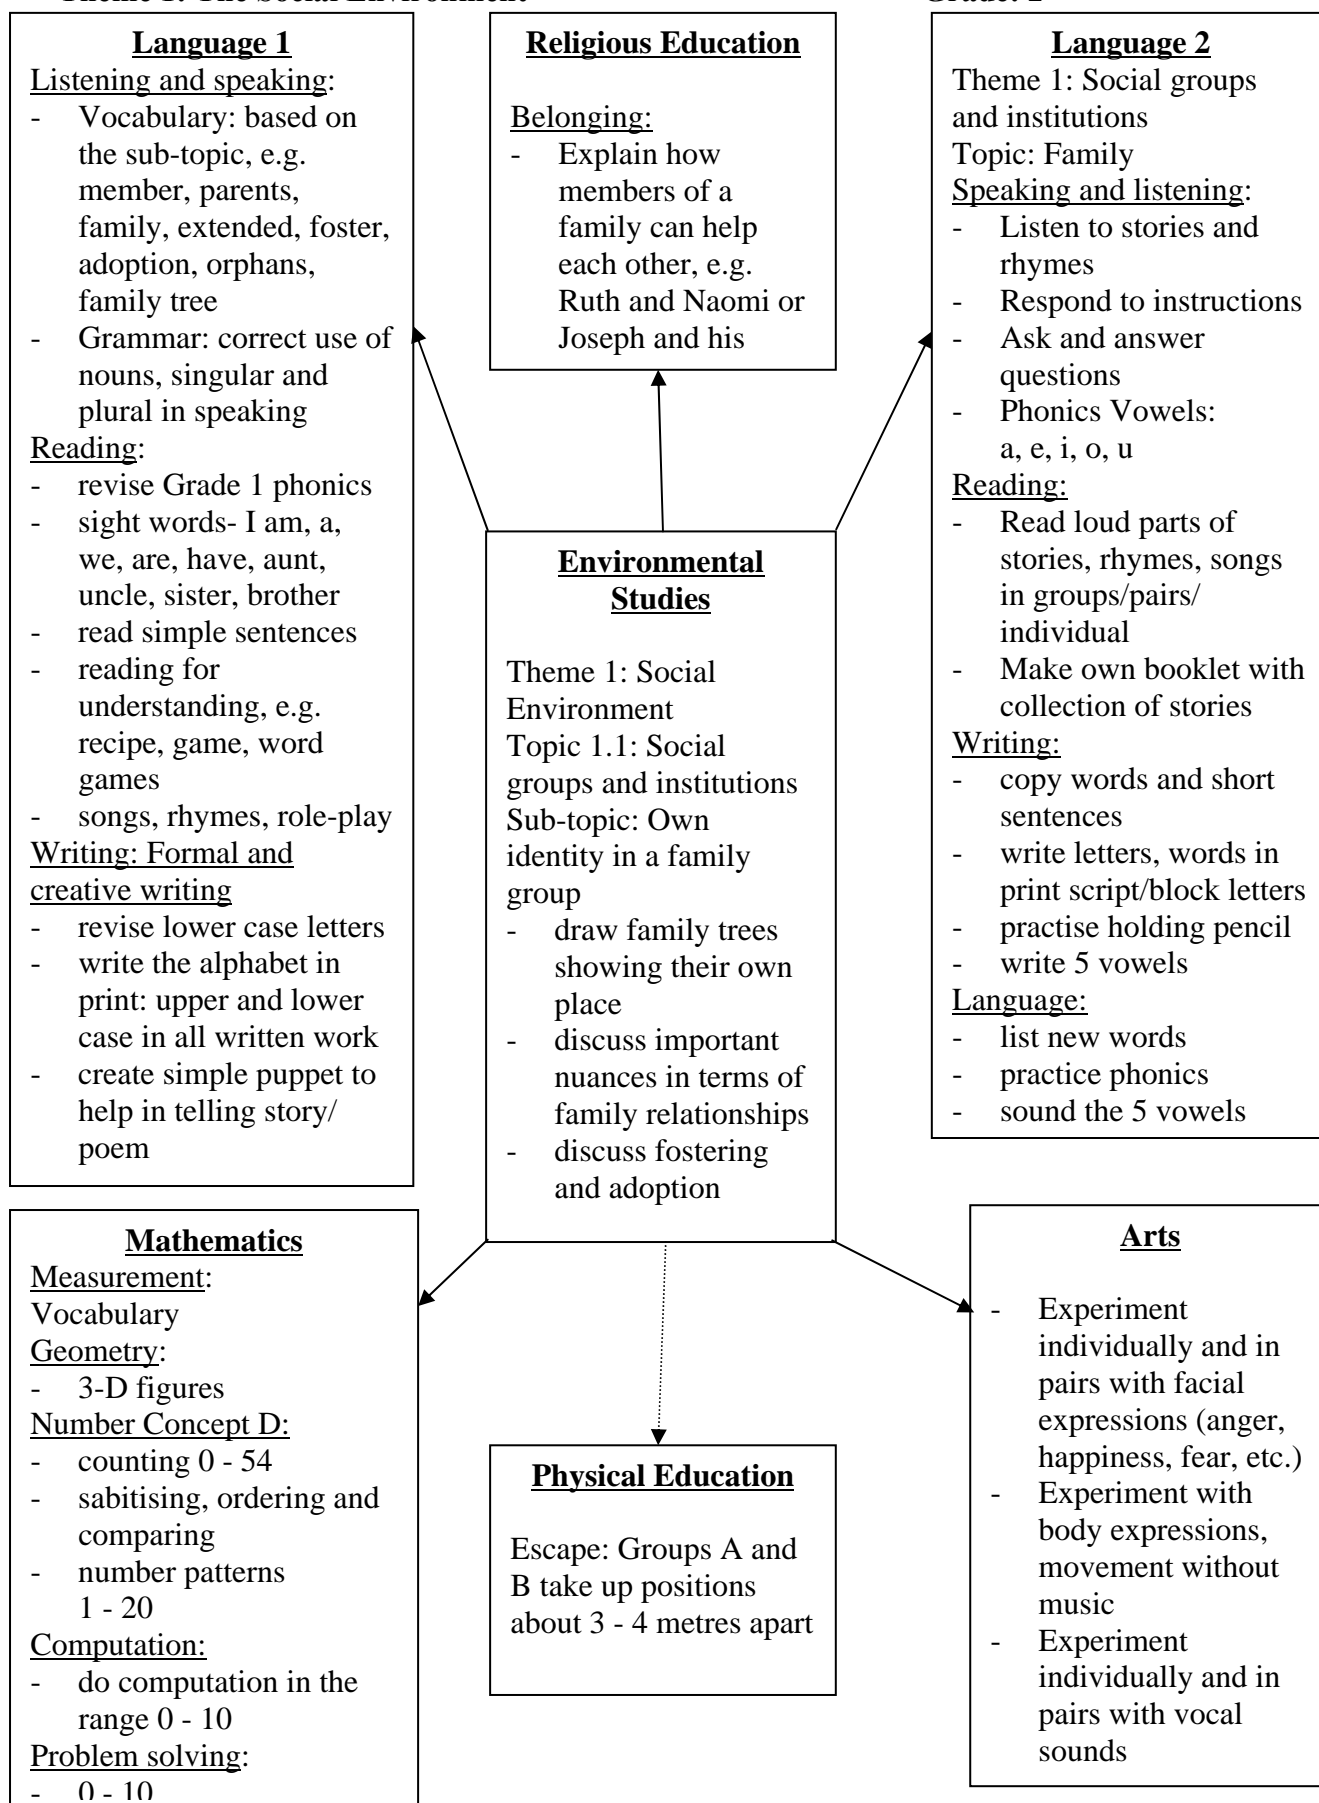 Language 1
Listening and speaking:
- Vocabulary: based on
the sub-topic, e.g.
member, parents,
family, extended, foster,
adoption, orphans,
family tree
- Grammar: correct use of
nouns, singular and
plural in speaking
Reading:
- revise Grade 1 phonics
- sight words- I am, a,
we, are, have, aunt,
uncle, sister, brother
- read simple sentences
- reading for
understanding, e.g.
recipe, game, word
games
- songs, rhymes, role-play
Writing: Formal and
creative writing
- revise lower case letters
- write the alphabet in
print: upper and lower
case in all written work
- create simple puppet to
help in telling story/
poem
Religious Education
Belonging:
- Explain how
members of a
family can help
each other, e.g.
Ruth and Naomi or
Joseph and his
Language 2
Theme 1: Social groups
and institutions
Topic: Family
Speaking and listening:
- Listen to stories and
rhymes
- Respond to instructions
- Ask and answer
questions
- Phonics Vowels:
a, e, i, o, u
Reading:
- Read loud parts of
stories, rhymes, songs
in groups/pairs/
individual
- Make own booklet with
collection of stories
Writing:
- copy words and short
sentences
- write letters, words in
print script/block letters
- practise holding pencil
- write 5 vowels
Language:
- list new words
- practice phonics
- sound the 5 vowels
Environmental
Studies
Theme 1: Social
Environment
Topic 1.1: Social
groups and institutions
Sub-topic: Own
identity in a family
group
- draw family trees
showing their own
place
- discuss important
nuances in terms of
family relationships
- discuss fostering
and adoption
Mathematics
Measurement:
Vocabulary
Geometry:
- 3-D figures
Number Concept D:
- counting 0 - 54
- sabitising, ordering and
comparing
- number patterns
1 - 20
Computation:
- do computation in the
range 0 - 10
Problem solving:
- 0 - 10
Physical Education
Escape: Groups A and
B take up positions
about 3 - 4 metres apart
Arts
- Experiment
individually and in
pairs with facial
expressions (anger,
happiness, fear, etc.)
- Experiment with
body expressions,
movement without
music
- Experiment
individually and in
pairs with vocal
sounds